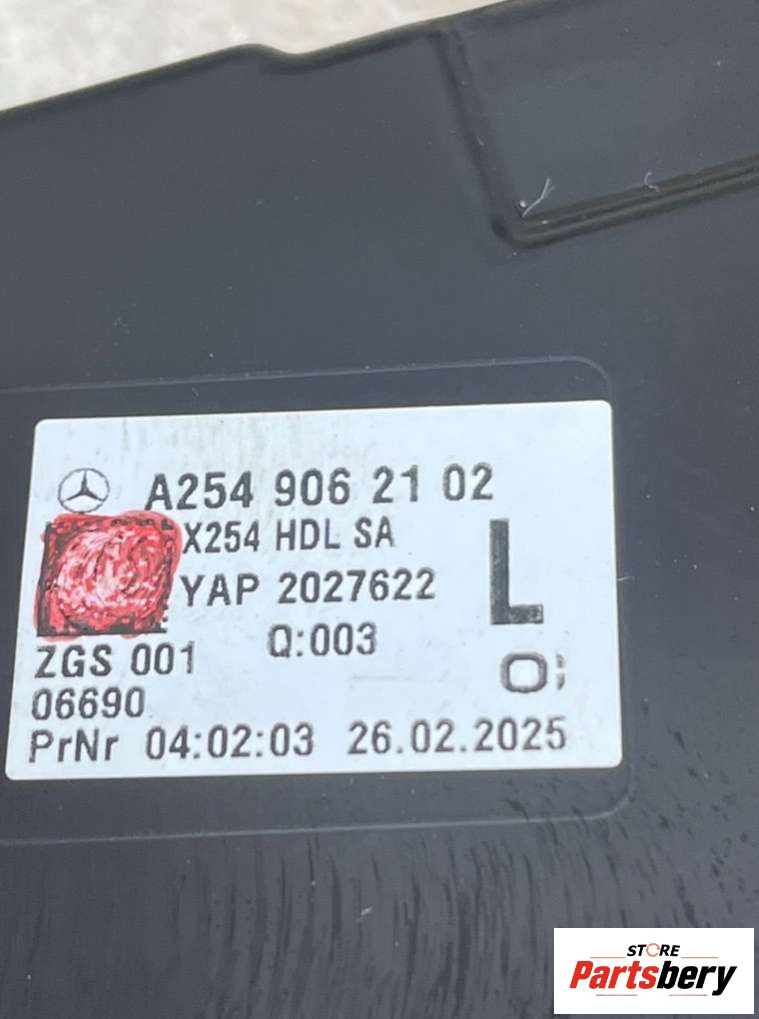 A254 906 21 02
X254 HDL SA
YAP 2027622
L
ZGS 001 Q:003
06690
PrNr 04:02:03 26.02.2025
STORE
Partsbery